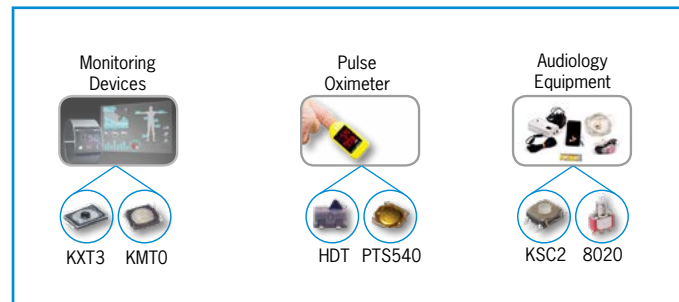 Monitoring
Devices
Pulse
Oximeter
Audiology
Equipment
KXT3 KMT0
HDT PTS540
KSC2 8020